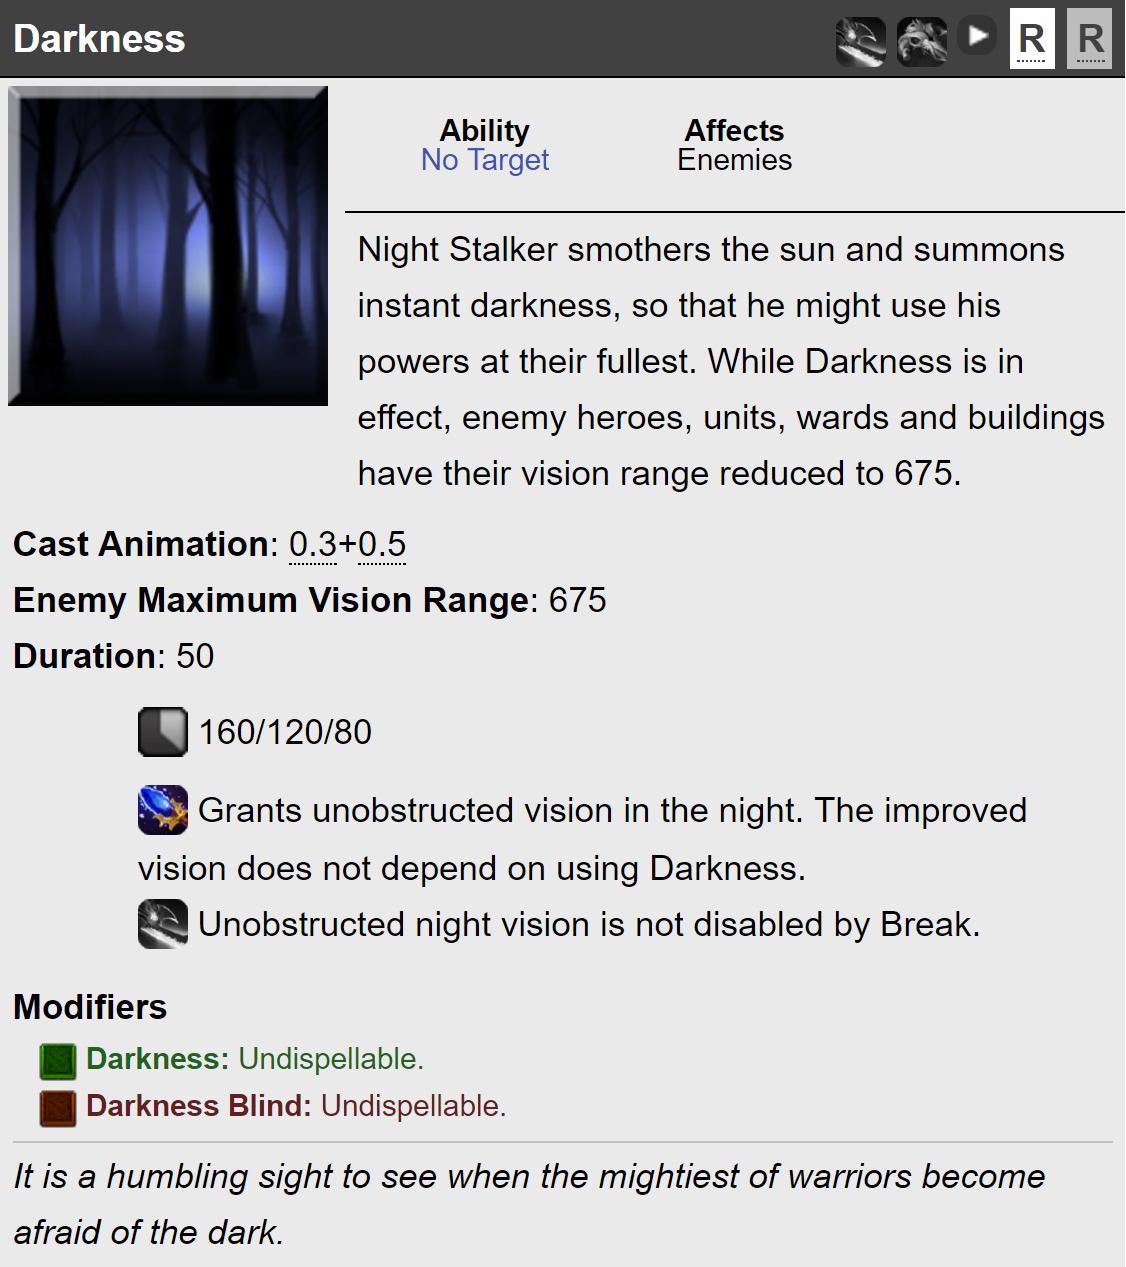 Darkness
R R
Ability Affects
No Target Enemies
Night Stalker smothers the sun and summons
instant darkness, so that he might use his
powers at their fullest. While Darkness is in
effect, enemy heroes, units, wards and buildings
have their vision range reduced to 675.
Cast Animation: 0.3+0.5
Enemy Maximum Vision Range: 675
Duration: 50
160/120/80
Grants unobstructed vision in the night. The improved
vision does not depend on using Darkness.
Unobstructed night vision is not disabled by Break.
Modifiers
Darkness: Undispellable.
Darkness Blind: Undispellable.
It is a humbling sight to see when the mightiest of warriors become
afraid of the dark.